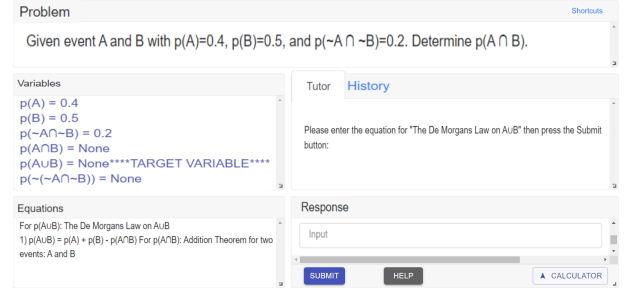 Problem
Shortcuts
Given event A and B with p(A)=0.4, p(B)=0.5, and p(~A ∩ ~B)=0.2. Determine p(A ∩ B).
Variables
p(A) = 0.4
p(B) = 0.5
p(~A∩~B) = 0.2
p(A∩B) = None
p(A∪B) = None****TARGET VARIABLE****
p(~(~A∩~B)) = None
Tutor
History
Please enter the equation for "The De Morgans Law on A∪B" then press the Submit
button:
Equations
For p(A∪B): The De Morgans Law on A∪B
1) p(A∪B) = p(A) + p(B) - p(A∩B) For p(A∩B): Addition Theorem for two
events: A and B
Response
Input
SUBMIT
HELP
CALCULATOR